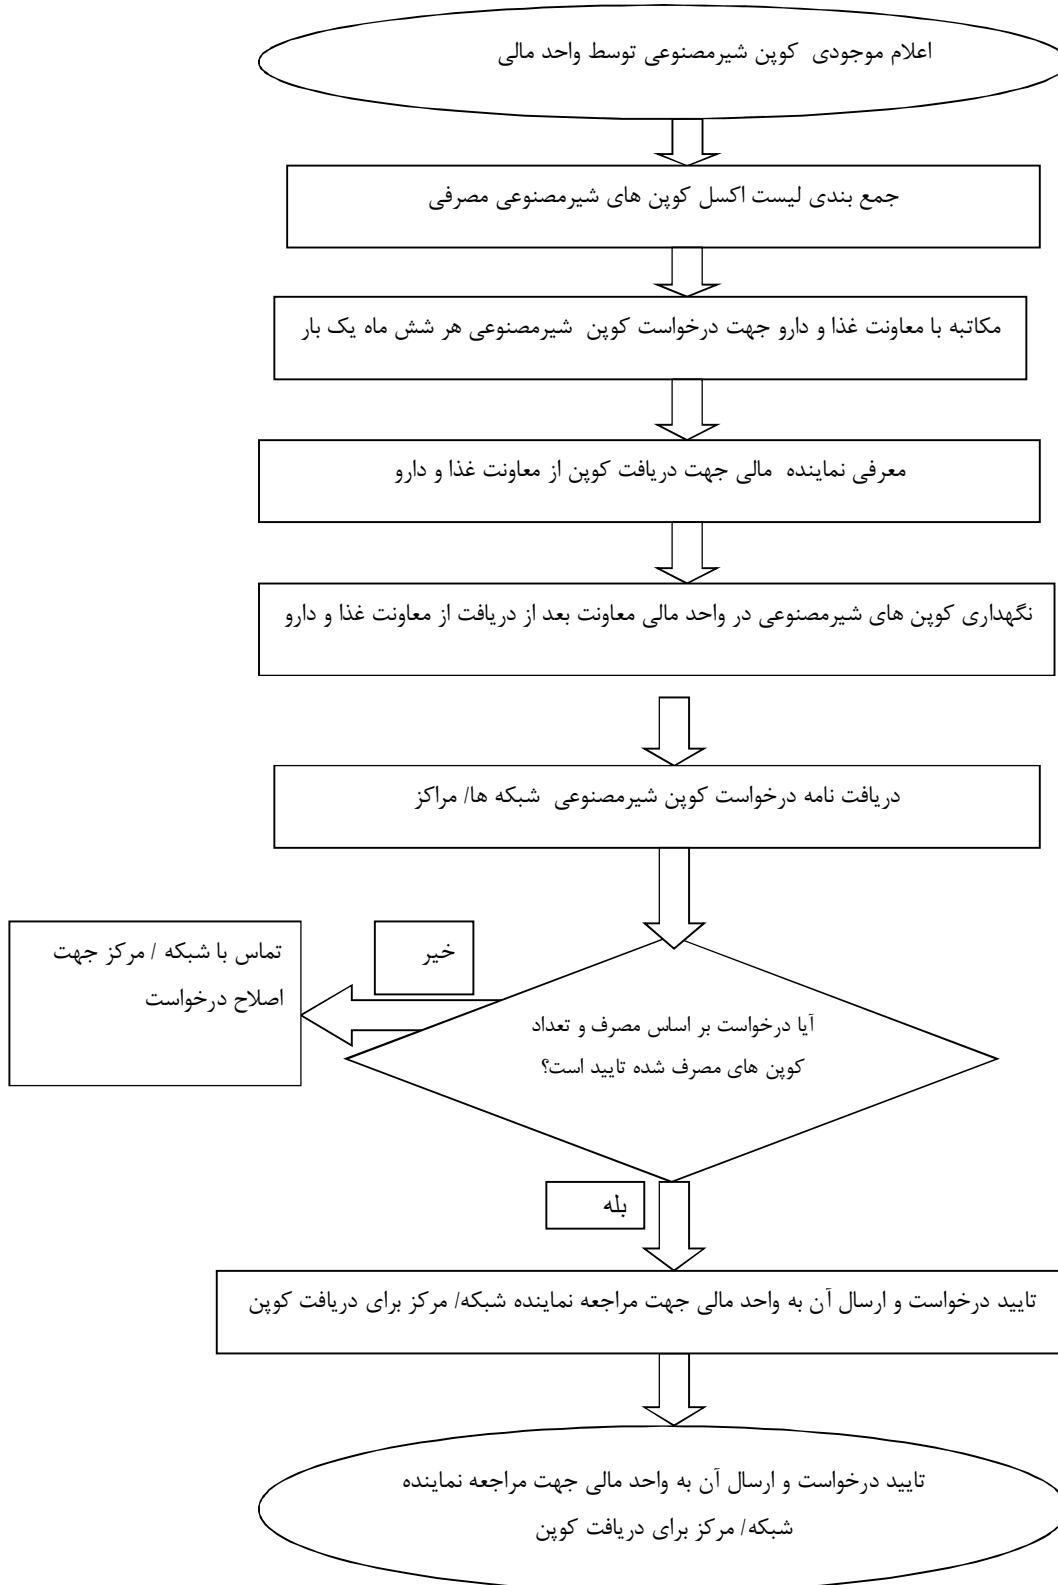 اعلام موجودی کوپن شیرمصنوعی توسط واحد مالی
جمع بندی لیست اکسل کوپن های شیرمصنوعی مصرفی
مکاتبه با معاونت غذا و دارو جهت درخواست کوپن شیرمصنوعی هر شش ماه یک بار
معرفی نماینده مالی جهت دریافت کوپن از معاونت غذا و دارو
نگهداری کوپن های شیرمصنوعی در واحد مالی معاونت بعد از دریافت از معاونت غذا و دارو
دریافت نامه درخواست کوپن شیرمصنوعی شبکه ها/ مراکز
آیا درخواست بر اساس مصرف و تعداد
کوپن های مصرف شده تایید است؟
خیر
تماس با شبکه / مرکز جهت
اصلاح درخواست
بله
تایید درخواست و ارسال آن به واحد مالی جهت مراجعه نماینده شبکه/ مرکز برای دریافت کوپن
تایید درخواست و ارسال آن به واحد مالی جهت مراجعه نماینده
شبکه/ مرکز برای دریافت کوپن